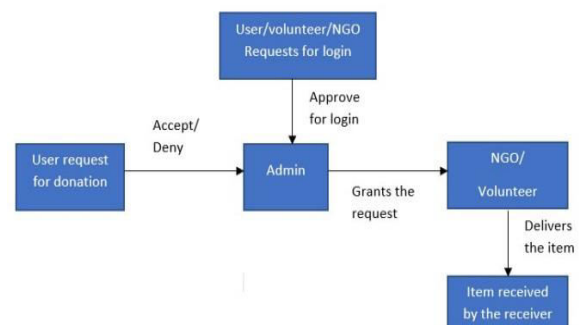 User/volunteer/NGO
Requests for login
Approve
for login
Accept/
Deny
User request
for donation
Admin
Grants the
request
NGO/
Volunteer
Delivers
the item
Item received
by the receiver